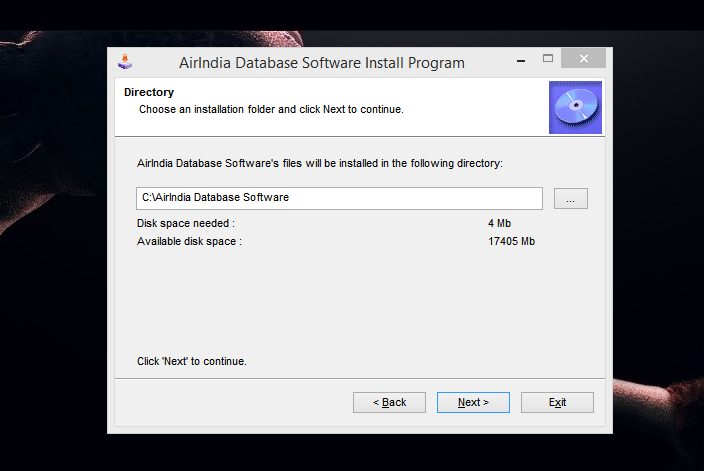 AirIndia Database Software Install Program
Directory
Choose an installation folder and click Next to continue.
AirIndia Database Software's files will be installed in the following directory:
C:\AirIndia Database Software
...
Disk space needed : 4 Mb
Available disk space : 17405 Mb
Click 'Next' to continue.
< Back Next > Exit